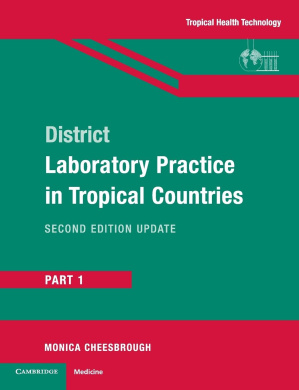 Tropical Health Technology
District
Laboratory Practice
in Tropical Countries
SECOND EDITION UPDATE
PART 1
MONICA CHEESBROUGH
CAMBRIDGE
Medicine